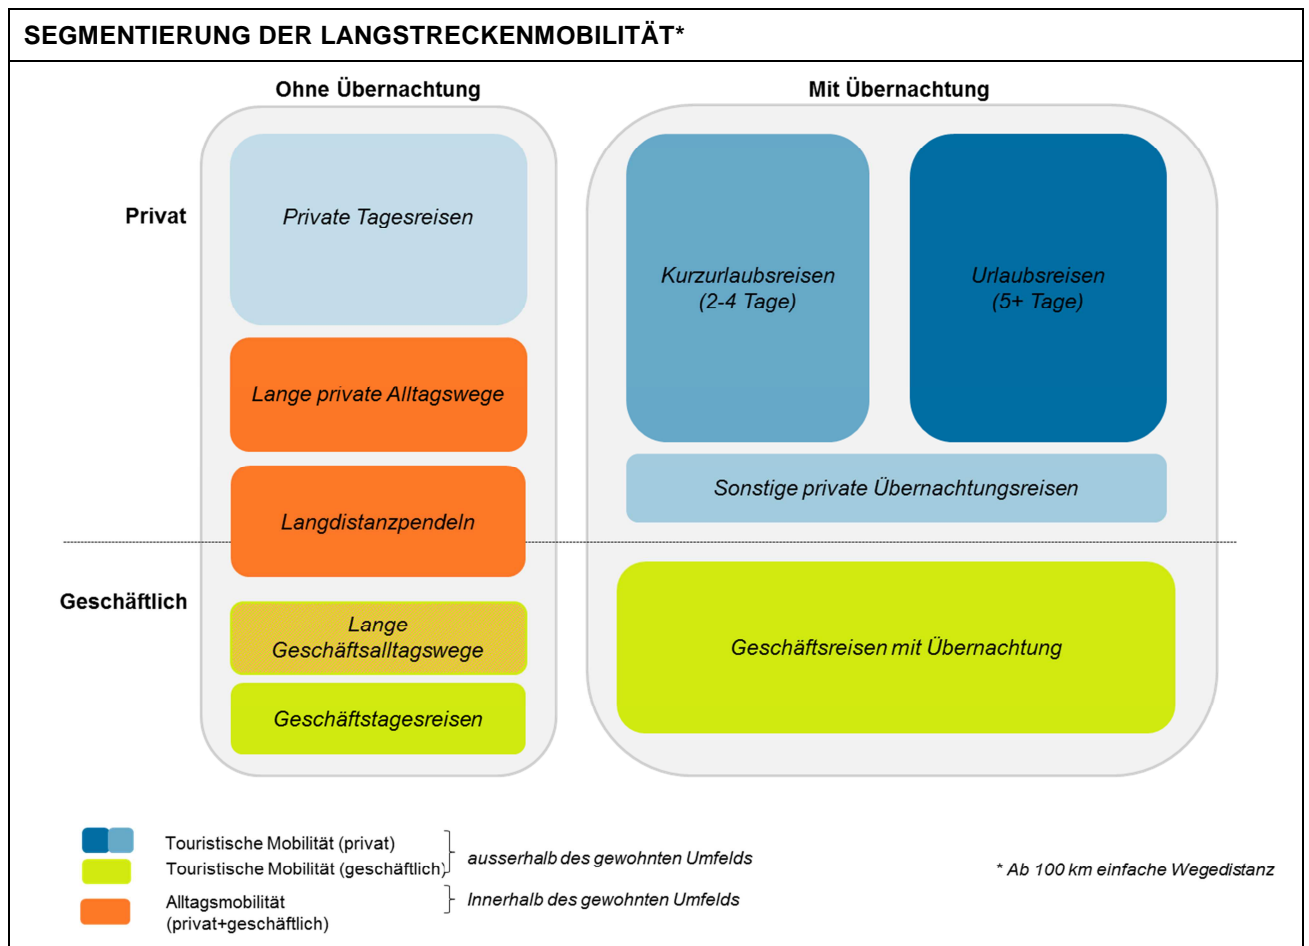 SEGMENTIERUNG DER LANGSTRECKENMOBILITÄT*
Ohne Übernachtung
Mit Übernachtung
Privat
Private Tagesreisen
Kurzurlaubsreisen
(2-4 Tage)
Urlaubsreisen
(5+ Tage)
Lange private Alltagswege
Sonstige private Übernachtungsreisen
Langdistanzpendeln
Geschäftlich
Lange
Geschäftsalltagswege
Geschäftsreisen mit Übernachtung
Geschäftstagesreisen
Touristische Mobilität (privat)
Touristische Mobilität (geschäftlich)
ausserhalb des gewohnten Umfelds
* Ab 100 km einfache Wegedistanz
Alltagsmobilität
(privat+geschäftlich)
Innerhalb des gewohnten Umfelds